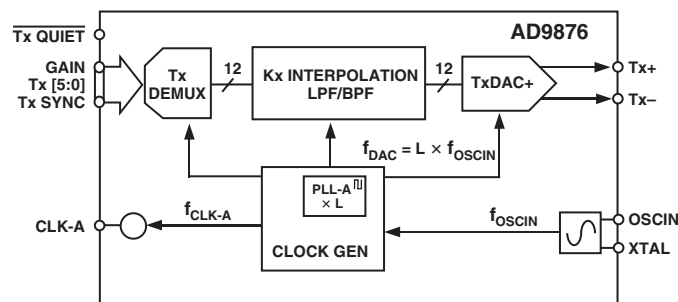 AD9876
Tx QUIET
GAIN
Tx [5:0]
Tx SYNC
Tx
DEMUX
12
Kx INTERPOLATION
LPF/BPF
12
TxDAC+
Tx+
Tx–
fDAC = L × fOSCIN
PLL-A
× L
CLOCK GEN
fCLK-A
CLK-A
fOSCIN
OSCIN
XTAL